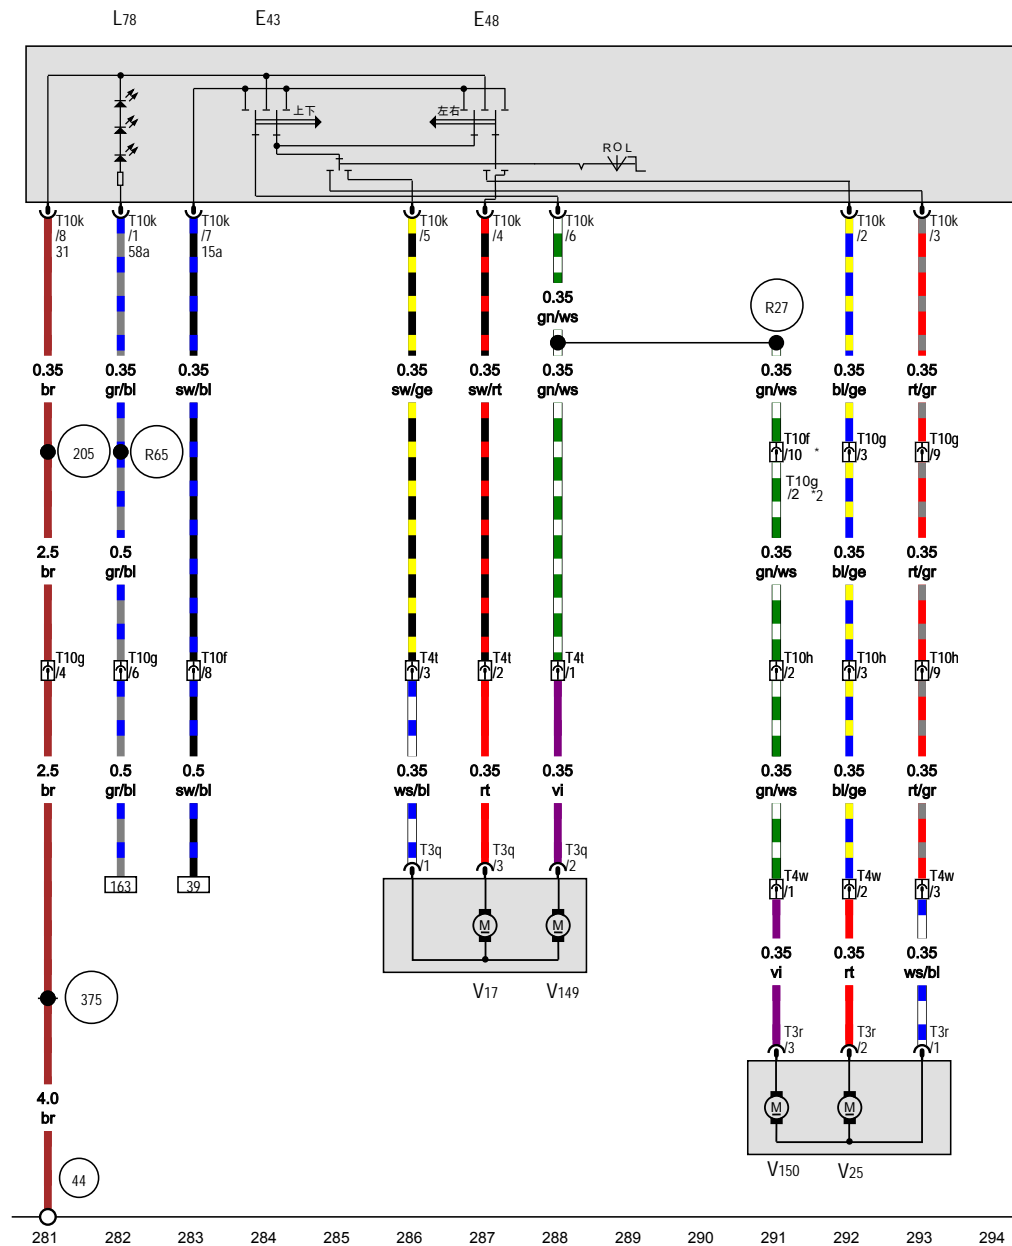 L78 E43 E48
上下 左右
R O L
T10k /8 31
T10k /1 58a
T10k /7 15a
T10k /5
T10k /4
T10k /6
T10k /2
T10k /3
0.35 gn/ws
R27
0.35 br
0.35 gr/bl
0.35 sw/bl
0.35 sw/ge
0.35 sw/rt
0.35 gn/ws
0.35 gn/ws
0.35 bl/ge
0.35 rt/gr
205
R65
T10f /10 *
T10g /3
T10g /9
T10g /2 *2
2.5 br
0.5 gr/bl
0.35 gn/ws
0.35 bl/ge
0.35 rt/gr
T10g /4
T10g /6
T10f /8
T4t /3
T4t /2
T4t /1
T10h /2
T10h /3
T10h /9
2.5 br
0.5 gr/bl
0.5 sw/bl
0.35 ws/bl
0.35 rt
0.35 vi
0.35 gn/ws
0.35 bl/ge
0.35 rt/gr
T3q /1
T3q /3
T3q /2
163
39
T4w /1
T4w /2
T4w /3
M M
0.35 vi
0.35 rt
0.35 ws/bl
375
V17 V149
T3r /3
T3r /2
T3r /1
4.0 br
M M
44
V150 V25
281 282 283 284 285 286 287 288 289 290 291 292 293 294